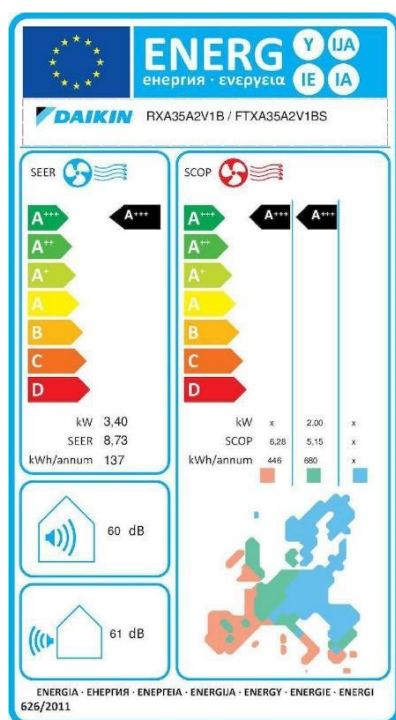 ENERG Y IJA
енергия · ενεργεια IE IA
DAIKIN RXA35A2V1B / FTXA35A2V1BS
SEER
A+++ A+++
A++
A+
A
B
C
D
kW 3,40
SEER 8,73
kWh/annum 137
SCOP
A+++ A+++ A+++
A++
A+
A
B
C
D
kW x 2,00 x
SCOP 6,28 5,15 x
kWh/annum 446 680 x
60 dB
61 dB
ENERGIA · ЕНЕРГИЯ · ΕΝΕΡΓΕΙΑ · ENERGIJA · ENERGY · ENERGIE · ENERGI
626/2011